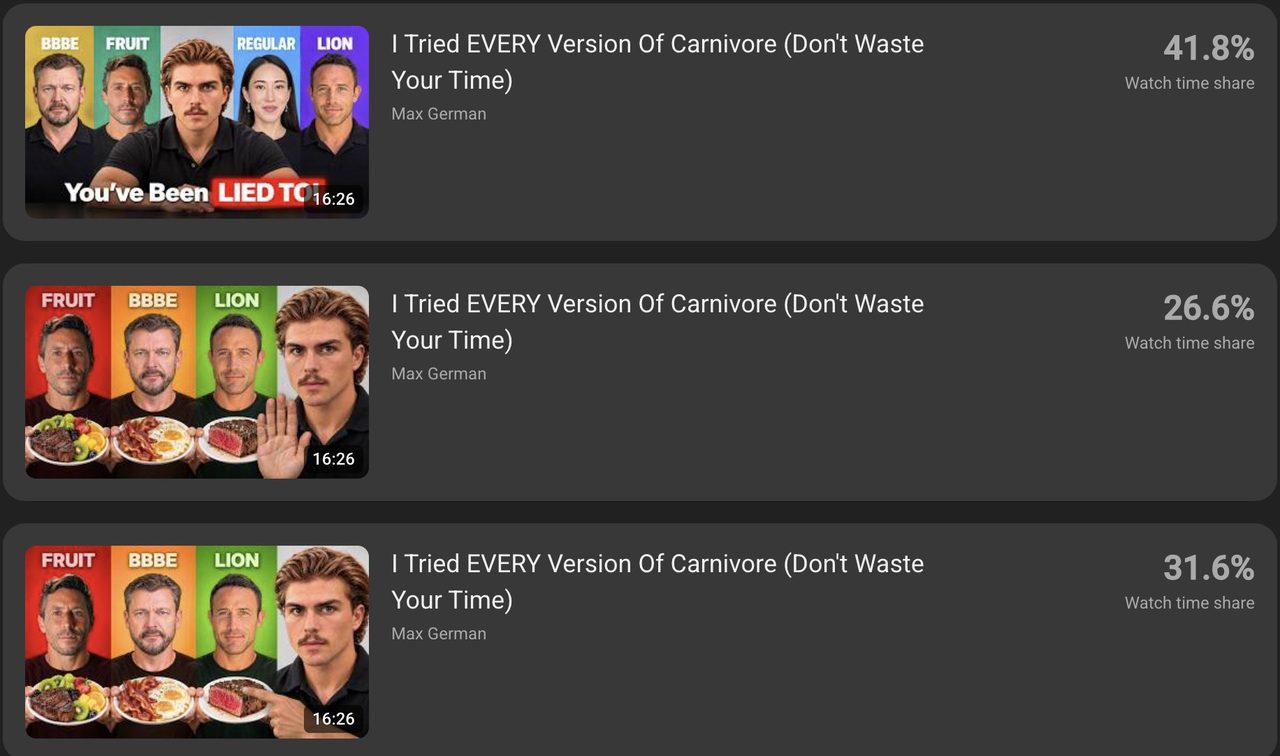 BBBE FRUIT REGULAR LION
You've Been LIED TO!
16:26
I Tried EVERY Version Of Carnivore (Don't Waste
Your Time)
Max German
41.8%
Watch time share
FRUIT BBBE LION
16:26
I Tried EVERY Version Of Carnivore (Don't Waste
Your Time)
Max German
26.6%
Watch time share
FRUIT BBBE LION
16:26
I Tried EVERY Version Of Carnivore (Don't Waste
Your Time)
Max German
31.6%
Watch time share